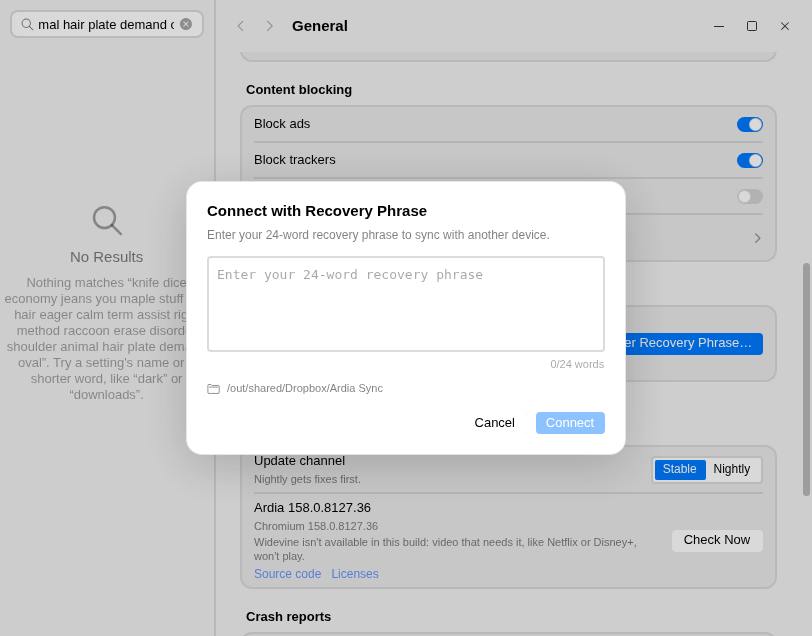 mal hair plate demand
General
Content blocking
Block ads
Block trackers
No Results
Nothing matches “knife dice
economy jeans you maple stuff
hair eager calm term assist
method raccoon erase
shoulder animal hair plate
oval”. Try a setting's name or
shorter word, like “dark” or
“downloads”.
Connect with Recovery Phrase
Enter your 24-word recovery phrase to sync with another device.
Enter your 24-word recovery phrase
0/24 words
/out/shared/Dropbox/Ardia Sync
Cancel
Connect
Recovery Phrase…
Update channel
Nightly gets fixes first.
Stable
Nightly
Ardia 158.0.8127.36
Chromium 158.0.8127.36
Widevine isn't available in this build: video that needs it, like Netflix or Disney+,
won't play.
Check Now
Source code Licenses
Crash reports